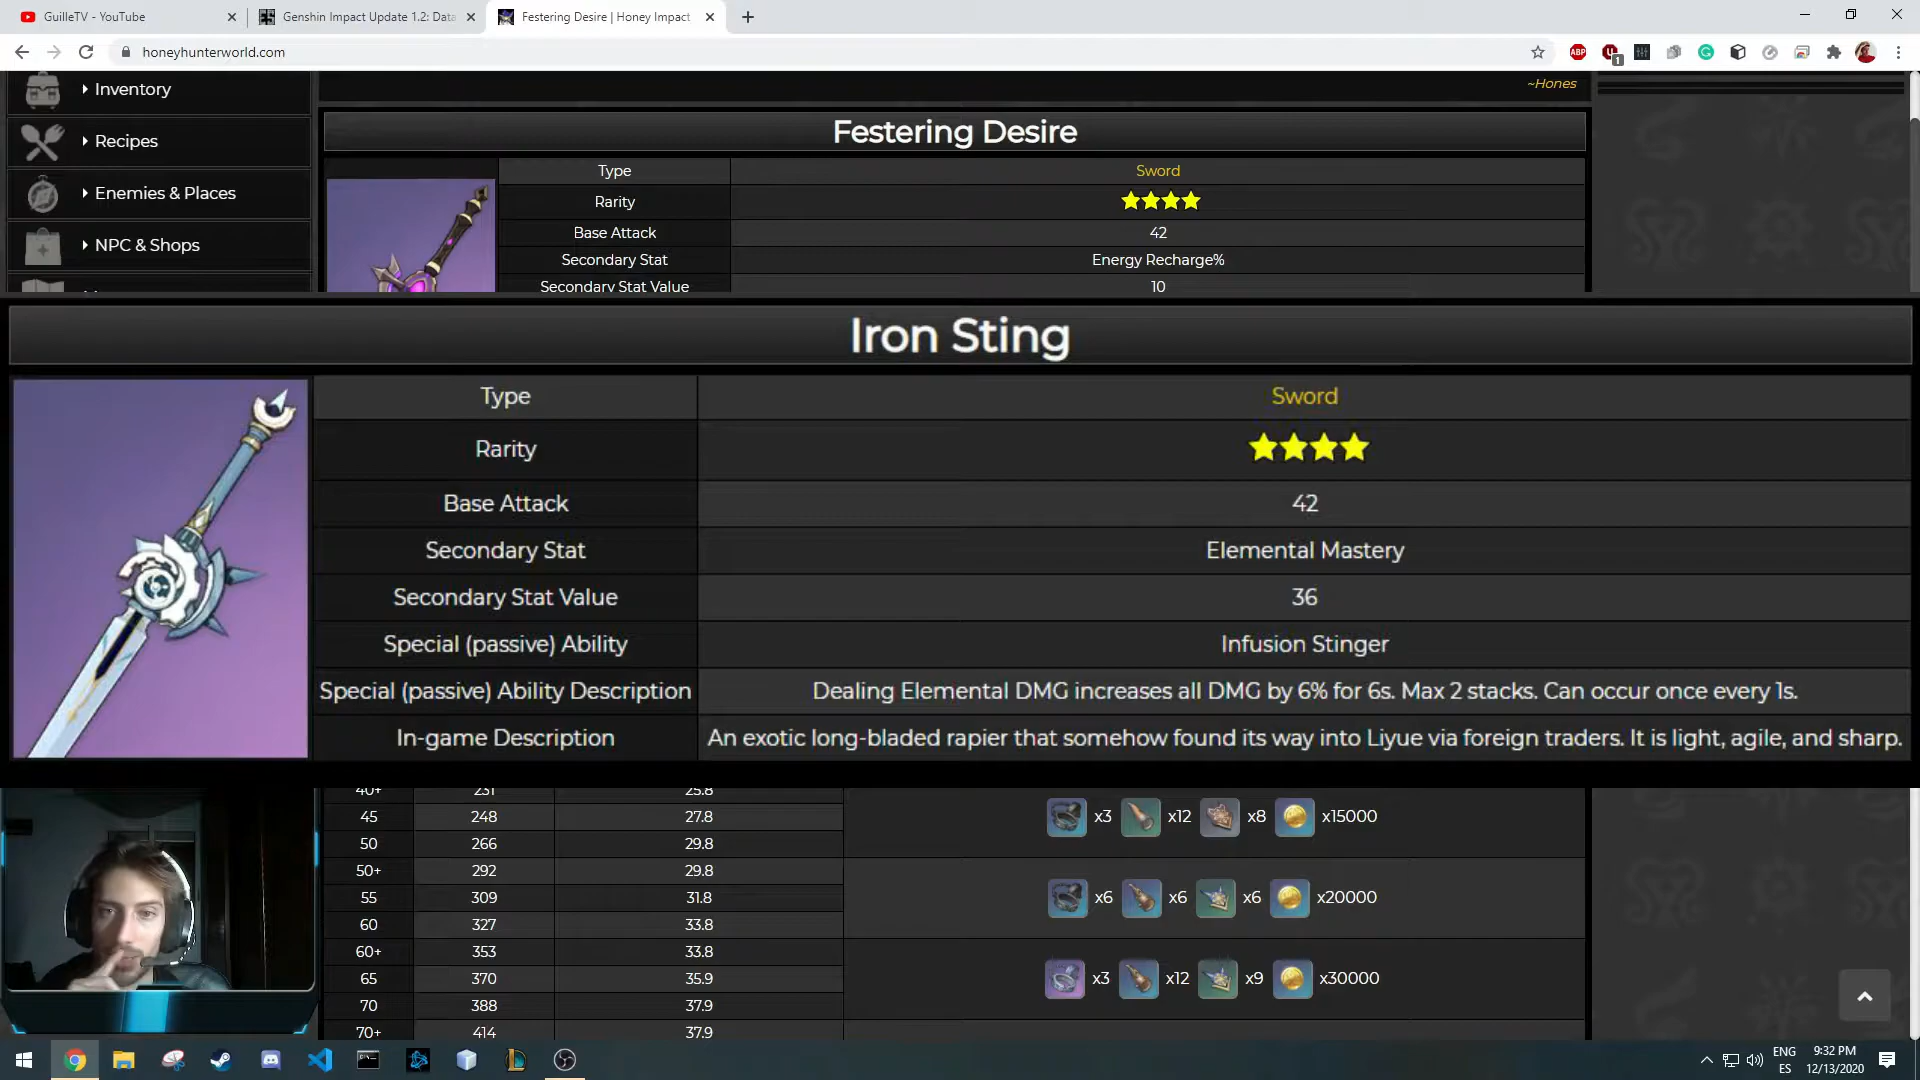 GuilleTV - YouTube
Genshin Impact Update 1.2: Data
Festering Desire | Honey Impact
honeyhunterworld.com
ABP
1
~Hones
Inventory
Recipes
Enemies & Places
NPC & Shops
Festering Desire
Type Sword
Rarity
Base Attack 42
Secondary Stat Energy Recharge%
Secondary Stat Value 10
Iron Sting
Type Sword
Rarity
Base Attack 42
Secondary Stat Elemental Mastery
Secondary Stat Value 36
Special (passive) Ability Infusion Stinger
Special (passive) Ability Description Dealing Elemental DMG increases all DMG by 6% for 6s. Max 2 stacks. Can occur once every 1s.
In-game Description An exotic long-bladed rapier that somehow found its way into Liyue via foreign traders. It is light, agile, and sharp.
40+ 231 25.8
45 248 27.8 x3 x12 x8 x15000
50 266 29.8
50+ 292 29.8
55 309 31.8 x6 x6 x6 x20000
60 327 33.8
60+ 353 33.8
65 370 35.9 x3 x12 x9 x30000
70 388 37.9
70+ 414 37.9
ENG
ES
9:32 PM
12/13/2020